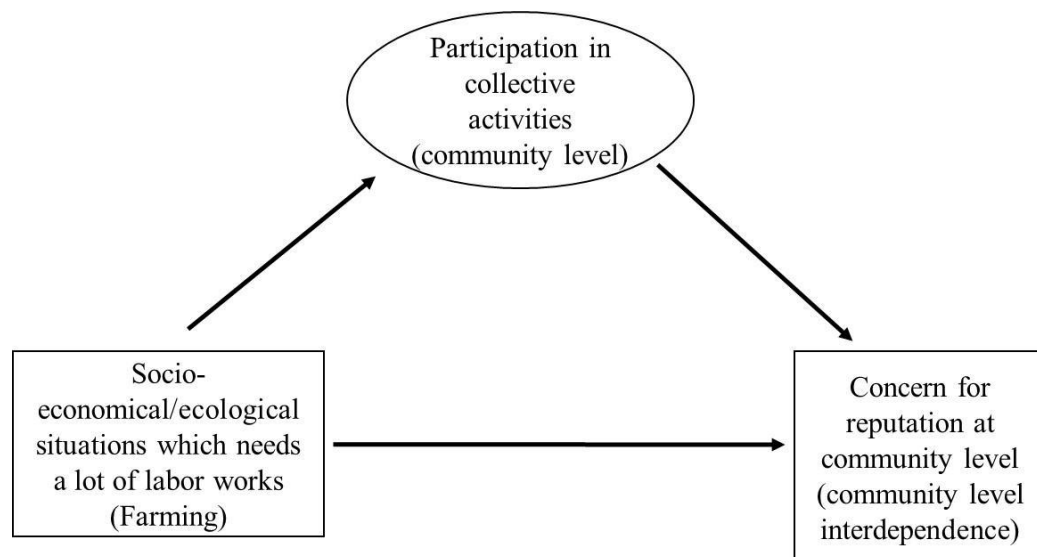 Participation in
collective
activities
(community level)
Socio-
economical/ecological
situations which needs
a lot of labor works
(Farming)
Concern for
reputation at
community level
(community level
interdependence)